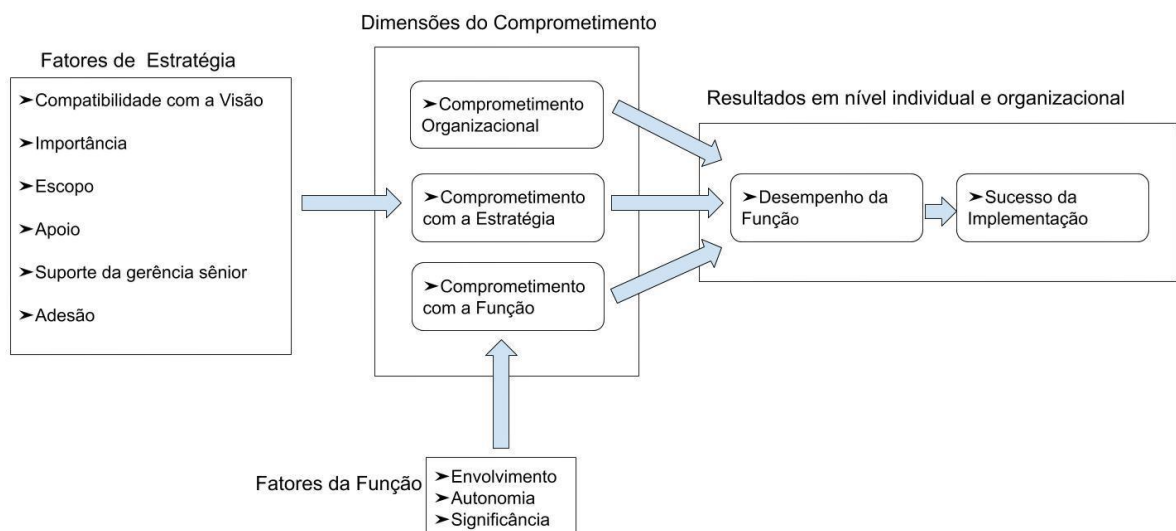 Dimensões do Comprometimento
Fatores de Estratégia
➤Compatibilidade com a Visão
➤Importância
➤Escopo
➤Apoio
➤Suporte da gerência sênior
➤Adesão
➤Comprometimento
Organizacional
➤Comprometimento
com a Estratégia
➤Comprometimento
com a Função
Resultados em nível individual e organizacional
➤Desempenho da
Função
➤Sucesso da
Implementação
Fatores da Função
➤Envolvimento
➤Autonomia
➤Significância